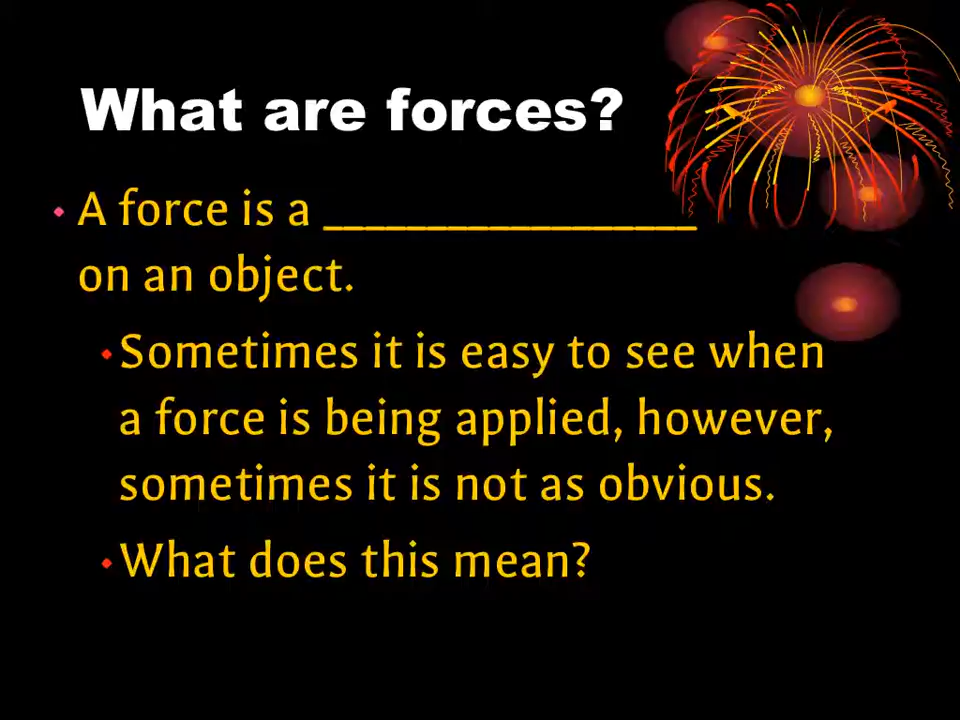 What are forces?
• A force is a __________________
on an object.
• Sometimes it is easy to see when
a force is being applied, however,
sometimes it is not as obvious.
• What does this mean?